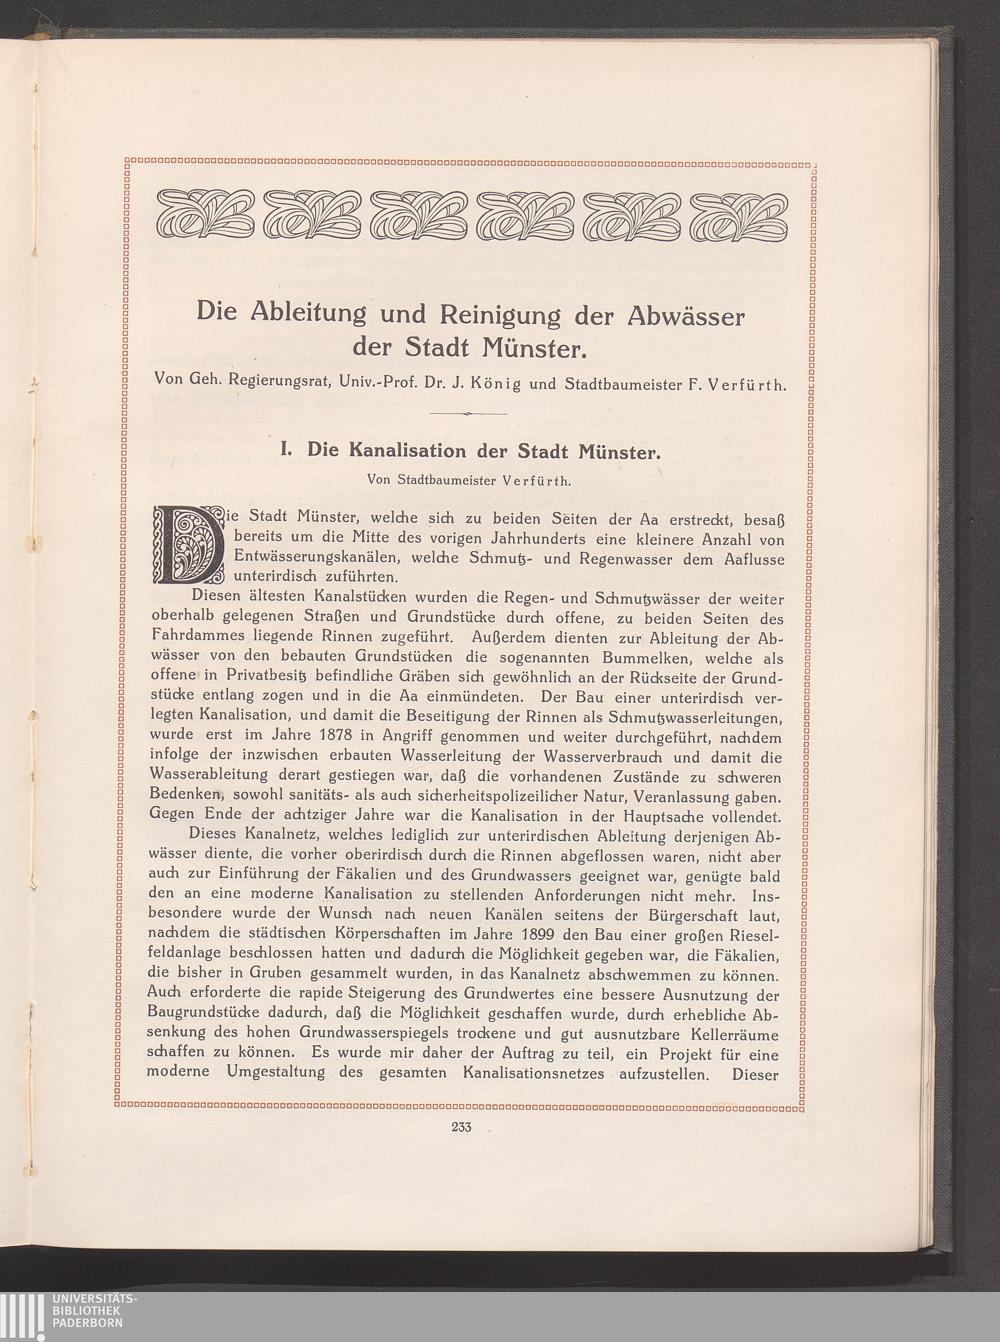 Die Ableitung und Reinigung der Abwässer
der Stadt Münster.
Von Geh. Regierungsrat, Univ.-Prof. Dr. J. König und Stadtbaumeister F. Verfürth.
I. Die Kanalisation der Stadt Münster.
Von Stadtbaumeister Verfürth.
Die Stadt Münster, welche sich zu beiden Seiten der Aa erstreckt, besaß
bereits um die Mitte des vorigen Jahrhunderts eine kleinere Anzahl von
Entwässerungskanälen, welche Schmutz- und Regenwasser dem Aaflusse
unterirdisch zuführten.
Diesen ältesten Kanalstücken wurden die Regen- und Schmutzwässer der weiter
oberhalb gelegenen Straßen und Grundstücke durch offene, zu beiden Seiten des
Fahrdammes liegende Rinnen zugeführt. Außerdem dienten zur Ableitung der Ab-
wässer von den bebauten Grundstücken die sogenannten Bummelken, welche als
offene in Privatbesitz befindliche Gräben sich gewöhnlich an der Rückseite der Grund-
stücke entlang zogen und in die Aa einmündeten. Der Bau einer unterirdisch ver-
legten Kanalisation, und damit die Beseitigung der Rinnen als Schmutzwasserleitungen,
wurde erst im Jahre 1878 in Angriff genommen und weiter durchgeführt, nachdem
infolge der inzwischen erbauten Wasserleitung der Wasserverbrauch und damit die
Wasserableitung derart gestiegen war, daß die vorhandenen Zustände zu schweren
Bedenken, sowohl sanitäts- als auch sicherheitspolizeilicher Natur, Veranlassung gaben.
Gegen Ende der achtziger Jahre war die Kanalisation in der Hauptsache vollendet.
Dieses Kanalnetz, welches lediglich zur unterirdischen Ableitung derjenigen Ab-
wässer diente, die vorher oberirdisch durch die Rinnen abgeflossen waren, nicht aber
auch zur Einführung der Fäkalien und des Grundwassers geeignet war, genügte bald
den an eine moderne Kanalisation zu stellenden Anforderungen nicht mehr. Ins-
besondere wurde der Wunsch nach neuen Kanälen seitens der Bürgerschaft laut,
nachdem die städtischen Körperschaften im Jahre 1899 den Bau einer großen Riesel-
feldanlage beschlossen hatten und dadurch die Möglichkeit gegeben war, die Fäkalien,
die bisher in Gruben gesammelt wurden, in das Kanalnetz abschwemmen zu können.
Auch erforderte die rapide Steigerung des Grundwertes eine bessere Ausnutzung der
Baugrundstücke dadurch, daß die Möglichkeit geschaffen wurde, durch erhebliche Ab-
senkung des hohen Grundwasserspiegels trockene und gut ausnutzbare Kellerräume
schaffen zu können. Es wurde mir daher der Auftrag zu teil, ein Projekt für eine
moderne Umgestaltung des gesamten Kanalisationsnetzes aufzustellen. Dieser
233
UNIVERSITÄTS-
BIBLIOTHEK
PADERBORN